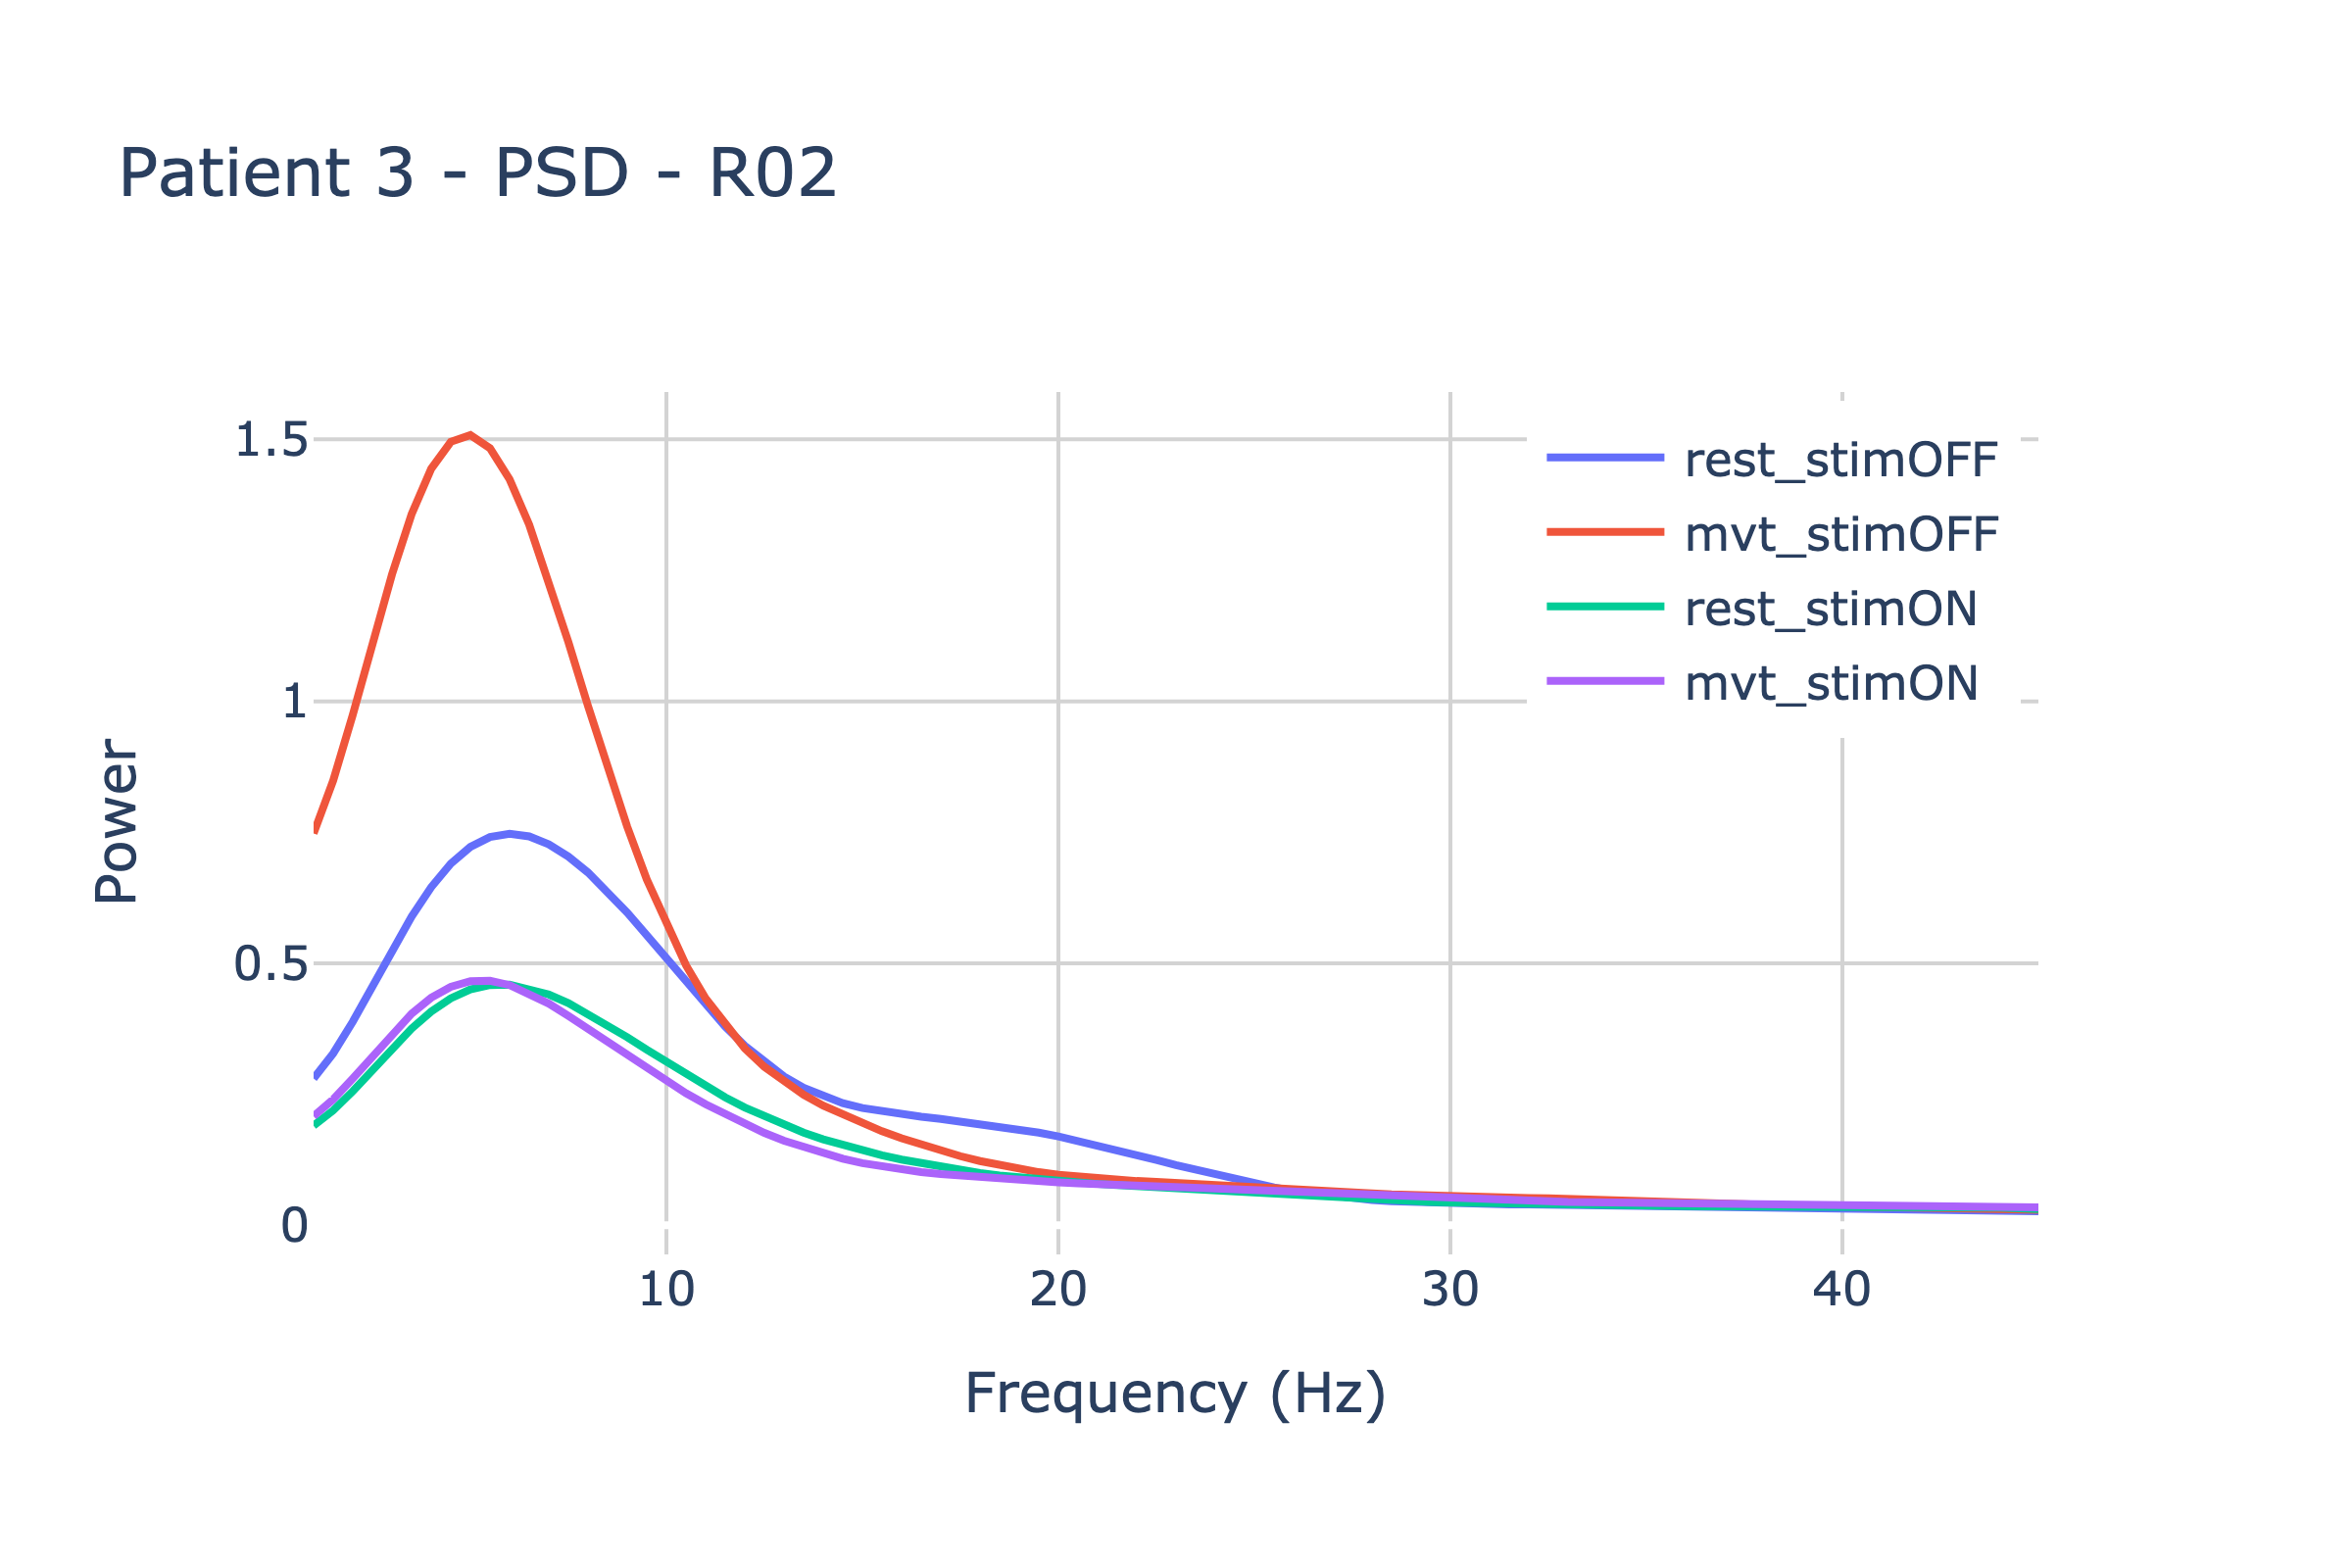 Patient 3 - PSD - R02
1.5
1
0.5
0
Power
rest_stimOFF
mvt_stimOFF
rest_stimON
mvt_stimON
10 20 30 40
Frequency (Hz)